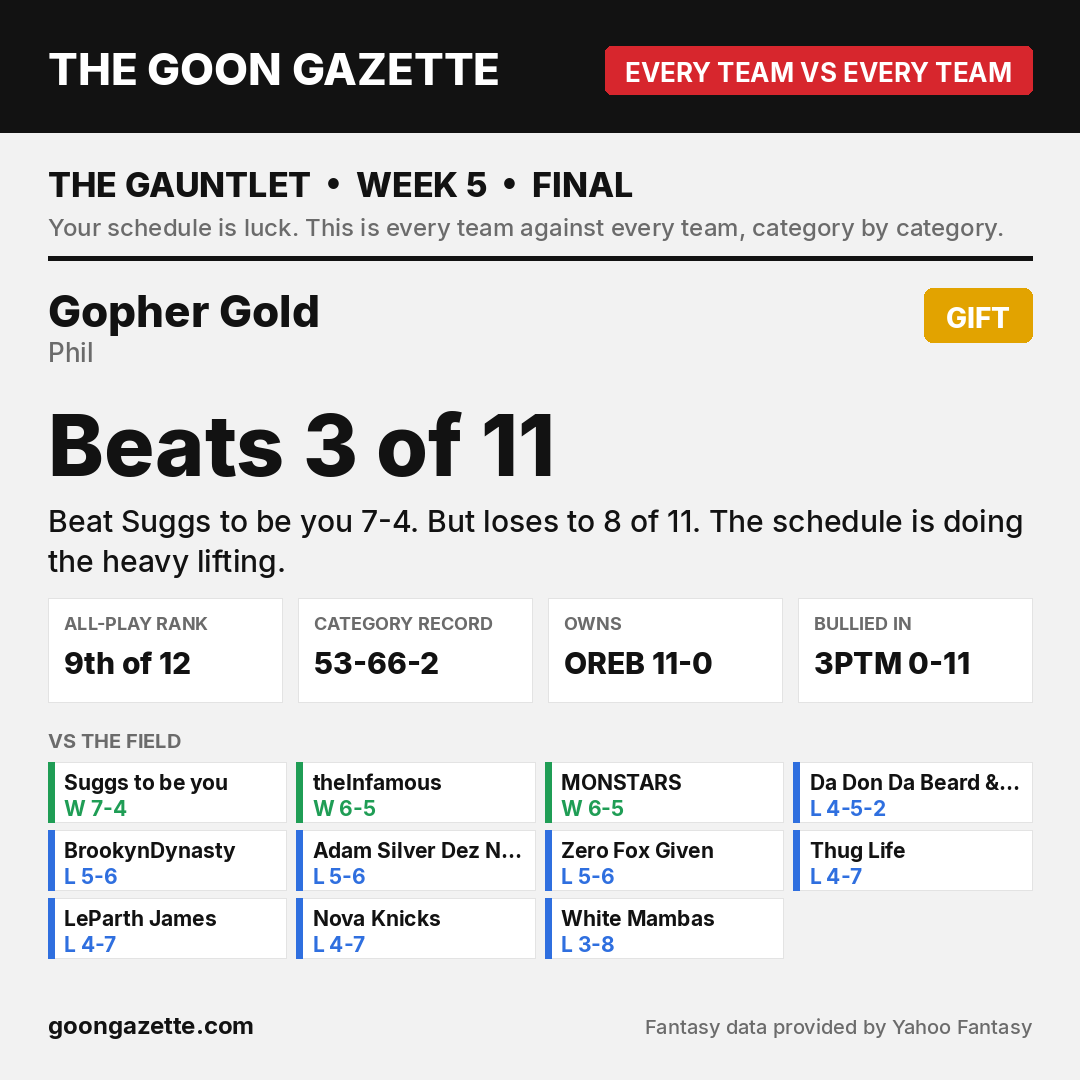 THE GOON GAZETTE
EVERY TEAM VS EVERY TEAM
THE GAUNTLET • WEEK 5 • FINAL
Your schedule is luck. This is every team against every team, category by category.
Gopher Gold
GIFT
Phil
Beats 3 of 11
Beat Suggs to be you 7-4. But loses to 8 of 11. The schedule is doing
the heavy lifting.
ALL-PLAY RANK
9th of 12
CATEGORY RECORD
53-66-2
OWNS
OREB 11-0
BULLIED IN
3PTM 0-11
VS THE FIELD
Suggs to be you
W 7-4
theInfamous
W 6-5
MONSTARS
W 6-5
Da Don Da Beard &...
L 4-5-2
BrookynDynasty
L 5-6
Adam Silver Dez N...
L 5-6
Zero Fox Given
L 5-6
Thug Life
L 4-7
LeParth James
L 4-7
Nova Knicks
L 4-7
White Mambas
L 3-8
goongazette.com
Fantasy data provided by Yahoo Fantasy